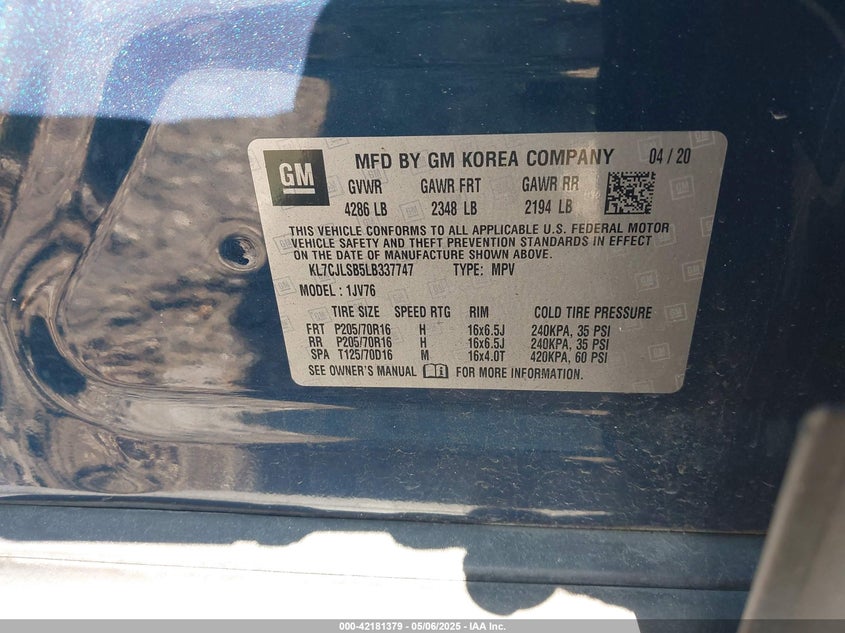 GM
MFD BY GM KOREA COMPANY 04 / 20
GVWR GAWR FRT GAWR RR
4286 LB 2348 LB 2194 LB
THIS VEHICLE CONFORMS TO ALL APPLICABLE U.S. FEDERAL MOTOR
VEHICLE SAFETY AND THEFT PREVENTION STANDARDS IN EFFECT
ON THE DATE OF MANUFACTURE SHOWN ABOVE.
KL7CJLSB5LB337747 TYPE: MPV
MODEL: 1JV76
TIRE SIZE SPEED RTG RIM COLD TIRE PRESSURE
FRT P205/70R16 H 16x6.5J 240KPA, 35 PSI
RR P205/70R16 H 16x6.5J 240KPA, 35 PSI
SPA T125/70D16 M 16x4.0T 420KPA, 60 PSI
SEE OWNER'S MANUAL FOR MORE INFORMATION.
000-42181379 - 05/06/2025 - IAA Inc.